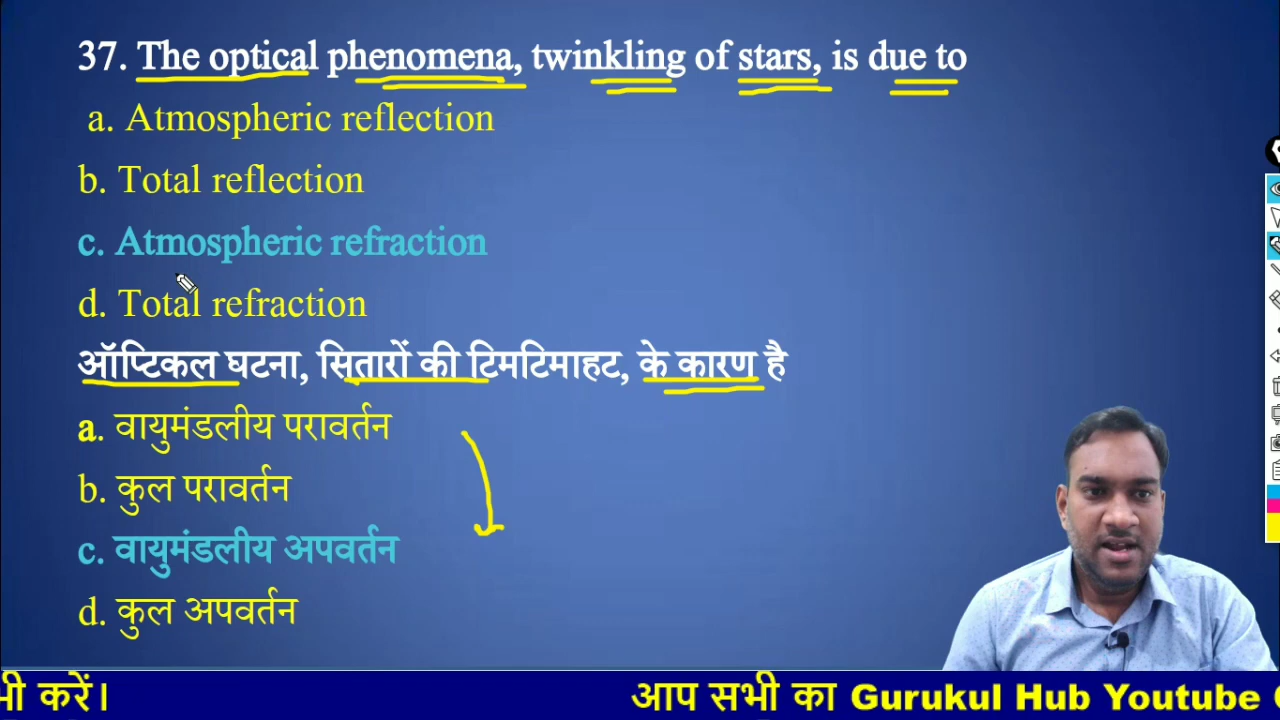 37. The optical phenomena, twinkling of stars, is due to
a. Atmospheric reflection
b. Total reflection
c. Atmospheric refraction
d. Total refraction
ऑप्टिकल घटना, सितारों की टिमटिमाहट, के कारण है
a. वायुमंडलीय परावर्तन
b. कुल परावर्तन
c. वायुमंडलीय अपवर्तन
d. कुल अपवर्तन
करें। आप सभी का Gurukul Hub Youtube